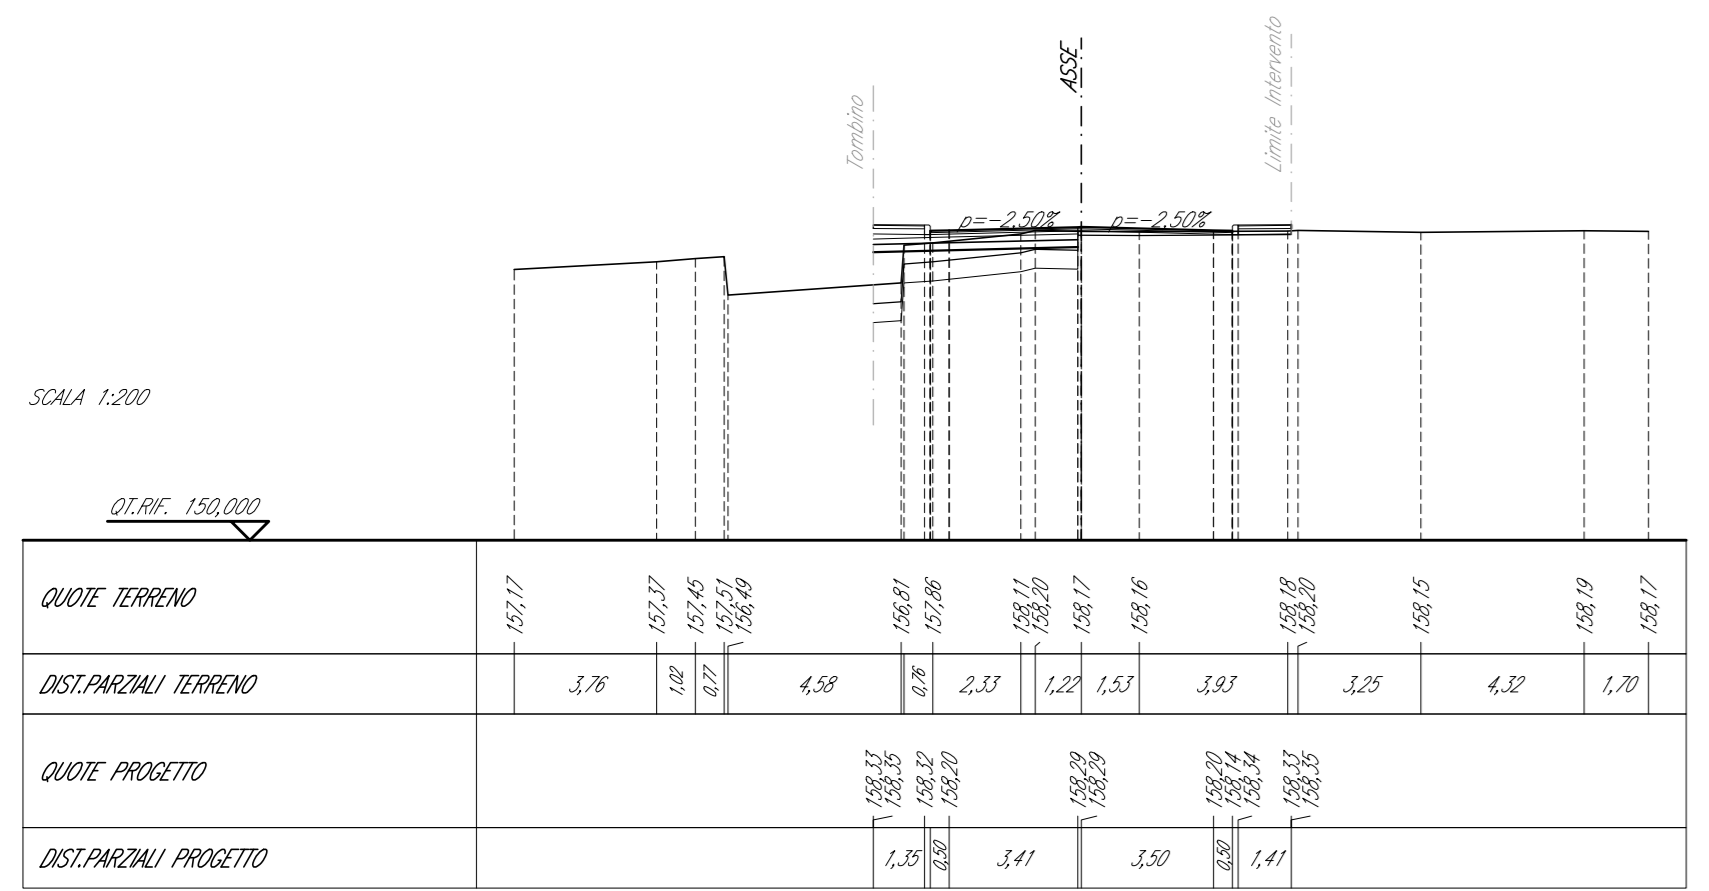 ASSE
Limite Intervento
Tombino
p=-2.50% p=-2.50%
SCALA 1:200
QT.RIF. 150,000
QUOTE TERRENO 157,17 157,37 157,45 157,51 156,49 156,81 157,86 158,11 158,20 158,17 158,16 158,18 158,20 158,15 158,19 158,17
DIST.PARZIALI TERRENO 3,76 1,02 0,77 4,58 0,76 2,33 1,22 1,53 3,93 3,25 4,32 1,70
QUOTE PROGETTO 158,33 158,35 158,32 158,20 158,29 158,29 158,20 158,14 158,34 158,33 158,35
DIST.PARZIALI PROGETTO 1,35 0,50 3,41 3,50 0,50 1,41